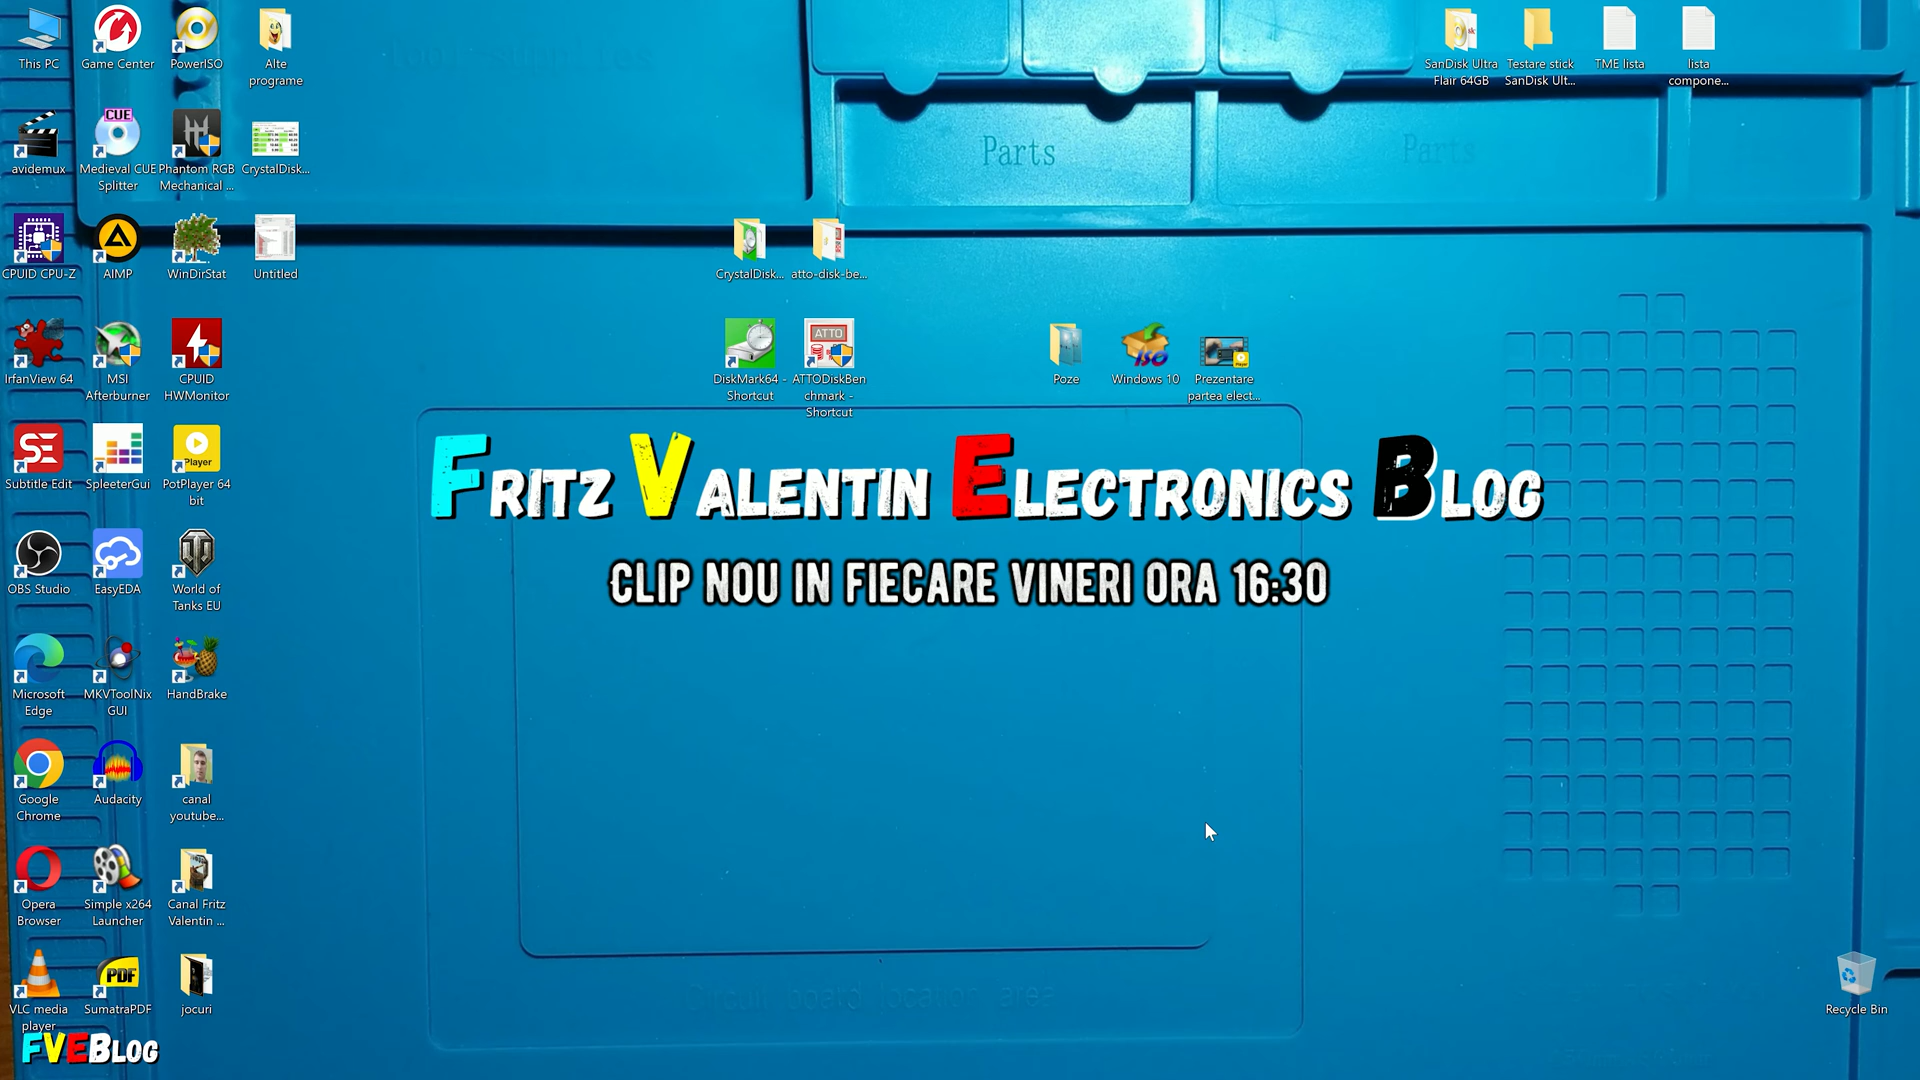 This PC
Game Center
PowerISO
Alte
programe
SanDisk Ultra
Flair 64GB
Testare stick
SanDisk Ult...
TME lista
lista
compone...
Parts
Parts
avidemux
CUE
Medieval CUE
Splitter
Phantom RGB
Mechanical ...
CrystalDisk...
CPUID CPU-Z
AIMP
WinDirStat
Untitled
CrystalDisk...
atto-disk-be...
IrfanView 64
MSI
Afterburner
CPUID
HWMonitor
DiskMark64 -
Shortcut
ATTO
ATTODiskBen
chmark -
Shortcut
Poze
ISO
Windows 10
Prezentare
partea elect...
FRITZ VALENTIN ELECTRONICS BLOG
CLIP NOU IN FIECARE VINERI ORA 16:30
SE
Subtitle Edit
SpleeterGui
Player
PotPlayer 64
bit
OBS Studio
EasyEDA
World of
Tanks EU
Microsoft
Edge
MKVToolNix
GUI
HandBrake
Google
Chrome
Audacity
canal
youtube...
Opera
Browser
Simple x264
Launcher
Canal Fritz
Valentin ...
VLC media
player
PDF
SumatraPDF
jocuri
Recycle Bin
FVEBLOG